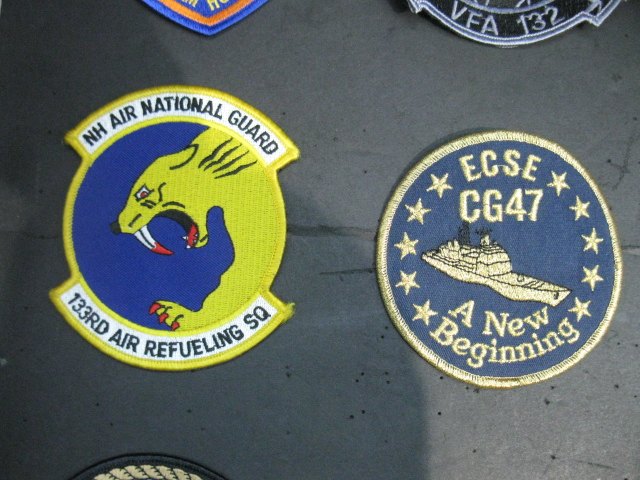 VFA 132
NH AIR NATIONAL GUARD
133RD AIR REFUELING SQ
ECSE
CG47
A New
Beginning